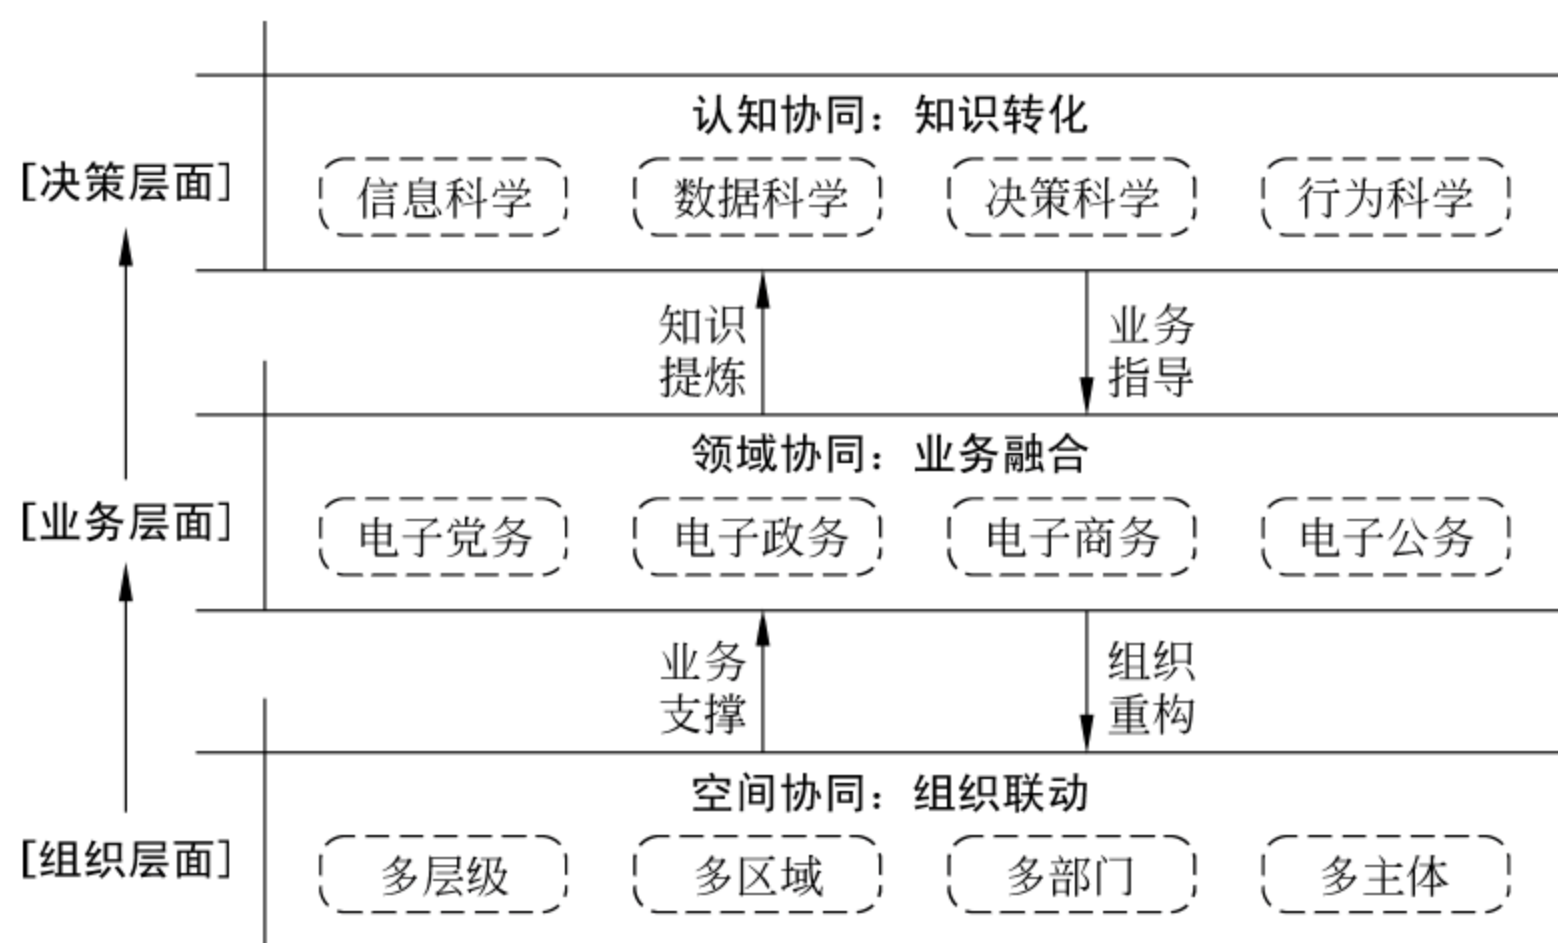 认知协同：知识转化
[决策层面]
信息科学 数据科学 决策科学 行为科学
知识
提炼
业务
指导
领域协同：业务融合
[业务层面]
电子党务 电子政务 电子商务 电子公务
业务
支撑
组织
重构
空间协同：组织联动
[组织层面]
多层级 多区域 多部门 多主体